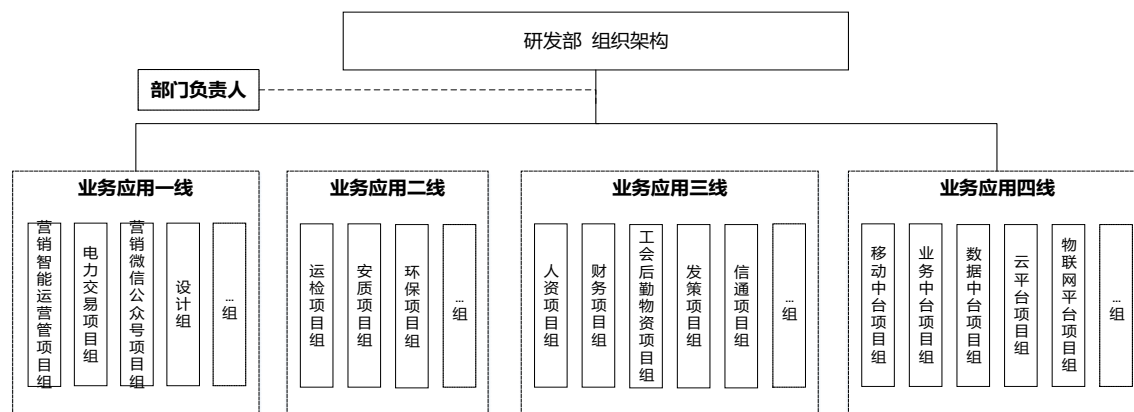 研发部 组织架构
部门负责人
业务应用一线
营销智能运营管项目组
电力交易项目组
营销微信公众号项目组
设计组
...组
业务应用二线
运检项目组
安质项目组
环保项目组
...组
业务应用三线
人资项目组
财务项目组
工会后勤物资项目组
发策项目组
信通项目组
...组
业务应用四线
移动中台项目组
业务中台项目组
数据中台项目组
云平台项目组
物联网平台项目组
...组